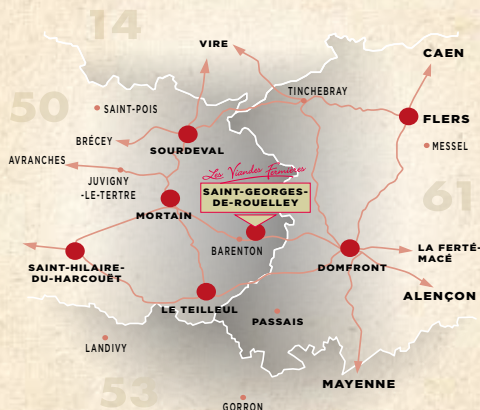 14
VIRE
CAEN
TINCHEBRAY
50
SAINT-POIS
FLERS
BRÉCEY
SOURDEVAL
MESSEL
AVRANCHES
Les Viandes Fermières
JUVIGNY
-LE-TERTRE
SAINT-GEORGES-
DE-ROUELLEY
61
MORTAIN
BARENTON
LA FERTÉ-
MACÉ
SAINT-HILAIRE-
DU-HARCOUËT
DOMFRONT
ALENÇON
LE TEILLEUL
PASSAIS
LANDIVY
53
MAYENNE
GORRON